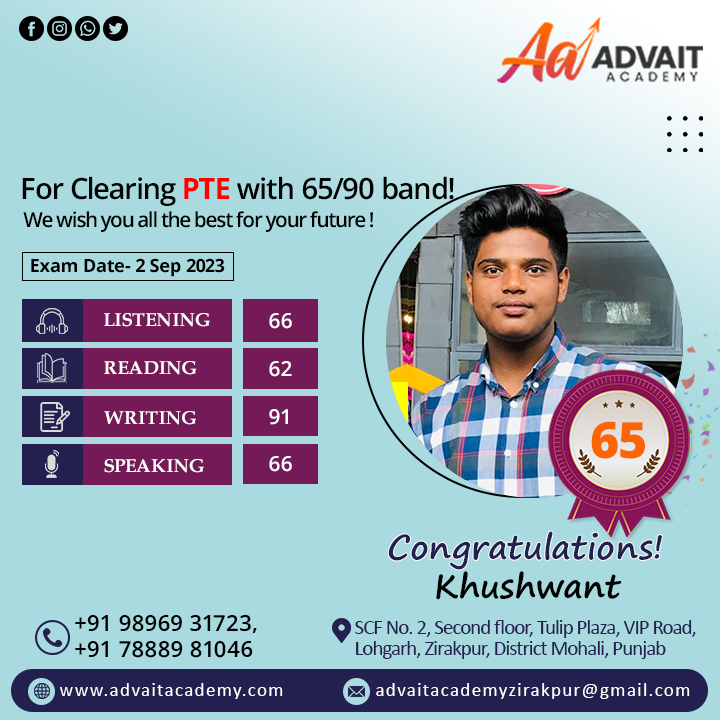 Aa ADVAIT
ACADEMY
For Clearing PTE with 65/90 band!
We wish you all the best for your future !
Exam Date- 2 Sep 2023
LISTENING 66
READING 62
WRITING 91
SPEAKING 66
65
Congratulations!
Khushwant
+91 98969 31723,
+91 78889 81046
SCF No. 2, Second floor, Tulip Plaza, VIP Road,
Lohgarh, Zirakpur, District Mohali, Punjab
www.advaitacademy.com
advaitacademyzirakpur@gmail.com